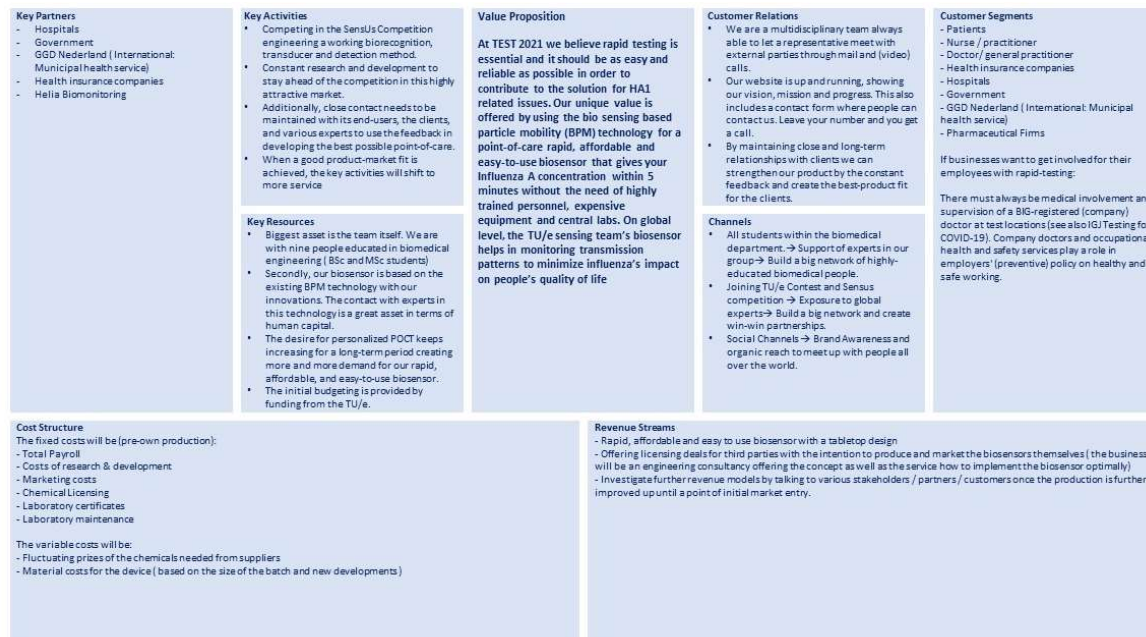 Key Partners
- Hospitals
- Government
- GGD Nederland ( International:
Municipal health service)
- Health insurance companies
- Helia Biomonitoring
Key Activities
• Competing in the SensUs Competition
engineering a working biorecognition,
transducer and detection method.
• Constant research and development to
stay ahead of the competition in this highly
attractive market.
• Additionally, close contact needs to be
maintained with its end-users, the clients,
and various experts to use the feedback in
developing the best possible point-of-care.
• When a good product-market fit is
achieved, the key activities will shift to
more service
Key Resources
• Biggest asset is the team itself. We are
with nine people educated in biomedical
engineering ( BSc and MSc students)
• Secondly, our biosensor is based on the
existing BPM technology with our
innovations. The contact with experts in
this technology is a great asset in terms of
human capital.
• The desire for personalized POCT keeps
increasing for a long-term period creating
more and more demand for our rapid,
affordable, and easy-to-use biosensor.
• The initial budgeting is provided by
funding from the TU/e.
Value Proposition
At TEST 2021 we believe rapid testing is
essential and it should be as easy and
reliable as possible in order to
contribute to the solution for HA1
related issues. Our unique value is
offered by using the bio sensing based
particle mobility (BPM) technology for a
point-of-care rapid, affordable and
easy-to-use biosensor that gives your
Influenza A concentration within 5
minutes without the need of highly
trained personnel, expensive
equipment and central labs. On global
level, the TU/e sensing team's biosensor
helps in monitoring transmission
patterns to minimize influenza's impact
on people's quality of life
Customer Relations
• We are a multidisciplinary team always
able to let a representative meet with
external parties through mail and (video)
calls.
• Our website is up and running, showing
our vision, mission and progress. This also
includes a contact form where people can
contact us. Leave your number and you get
a call.
• By maintaining close and long-term
relationships with clients we can
strengthen our product by the constant
feedback and create the best-product fit
for the clients.
Channels
• All students within the biomedical
department. → Support of experts in our
group → Build a big network of highly-
educated biomedical people.
• Joining TU/e Contest and Sensus
competition → Exposure to global
experts → Build a big network and create
win-win partnerships.
• Social Channels → Brand Awareness and
organic reach to meet up with people all
over the world.
Customer Segments
- Patients
- Nurse / practitioner
- Doctor/ general practitioner
- Health insurance companies
- Hospitals
- Government
- GGD Nederland ( International: Municipal
health service)
- Pharmaceutical Firms
If businesses want to get involved for their
employees with rapid-testing:
There must always be medical involvement an
supervision of a BIG-registered (company)
doctor at test locations (see also IGJ Testing fo
COVID-19). Company doctors and occupationa
health and safety services play a role in
employers' (preventive) policy on healthy and
safe working.
Cost Structure
The fixed costs will be (pre-own production):
- Total Payroll
- Costs of research & development
- Marketing costs
- Chemical Licensing
- Laboratory certificates
- Laboratory maintenance
The variable costs will be:
- Fluctuating prizes of the chemicals needed from suppliers
- Material costs for the device ( based on the size of the batch and new developments )
Revenue Streams
- Rapid, affordable and easy to use biosensor with a tabletop design
- Offering licensing deals for third parties with the intention to produce and market the biosensors themselves ( the business
will be an engineering consultancy offering the concept as well as the service how to implement the biosensor optimally)
- Investigate further revenue models by talking to various stakeholders / partners / customers once the production is further
improved up until a point of initial market entry.